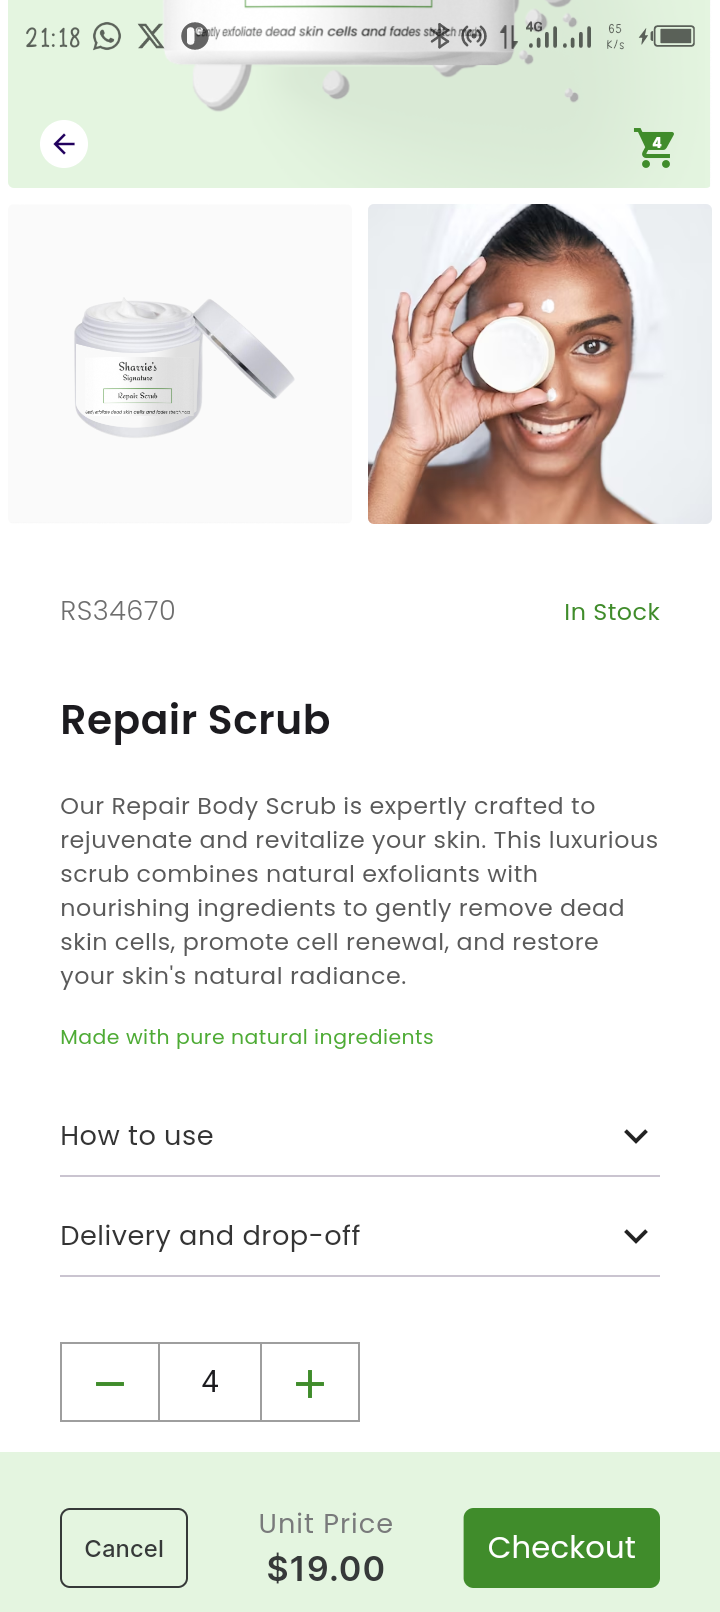 gently exfoliate dead skin cells and fades stretch marks
21:18
4G
65
K/s
4
Sharrie's
Signature
Repair Scrub
gently exfoliate dead skin cells and fades stretch marks
RS34670
In Stock
Repair Scrub
Our Repair Body Scrub is expertly crafted to
rejuvenate and revitalize your skin. This luxurious
scrub combines natural exfoliants with
nourishing ingredients to gently remove dead
skin cells, promote cell renewal, and restore
your skin's natural radiance.
Made with pure natural ingredients
How to use
Delivery and drop-off
4
Unit Price
Cancel
$19.00
Checkout